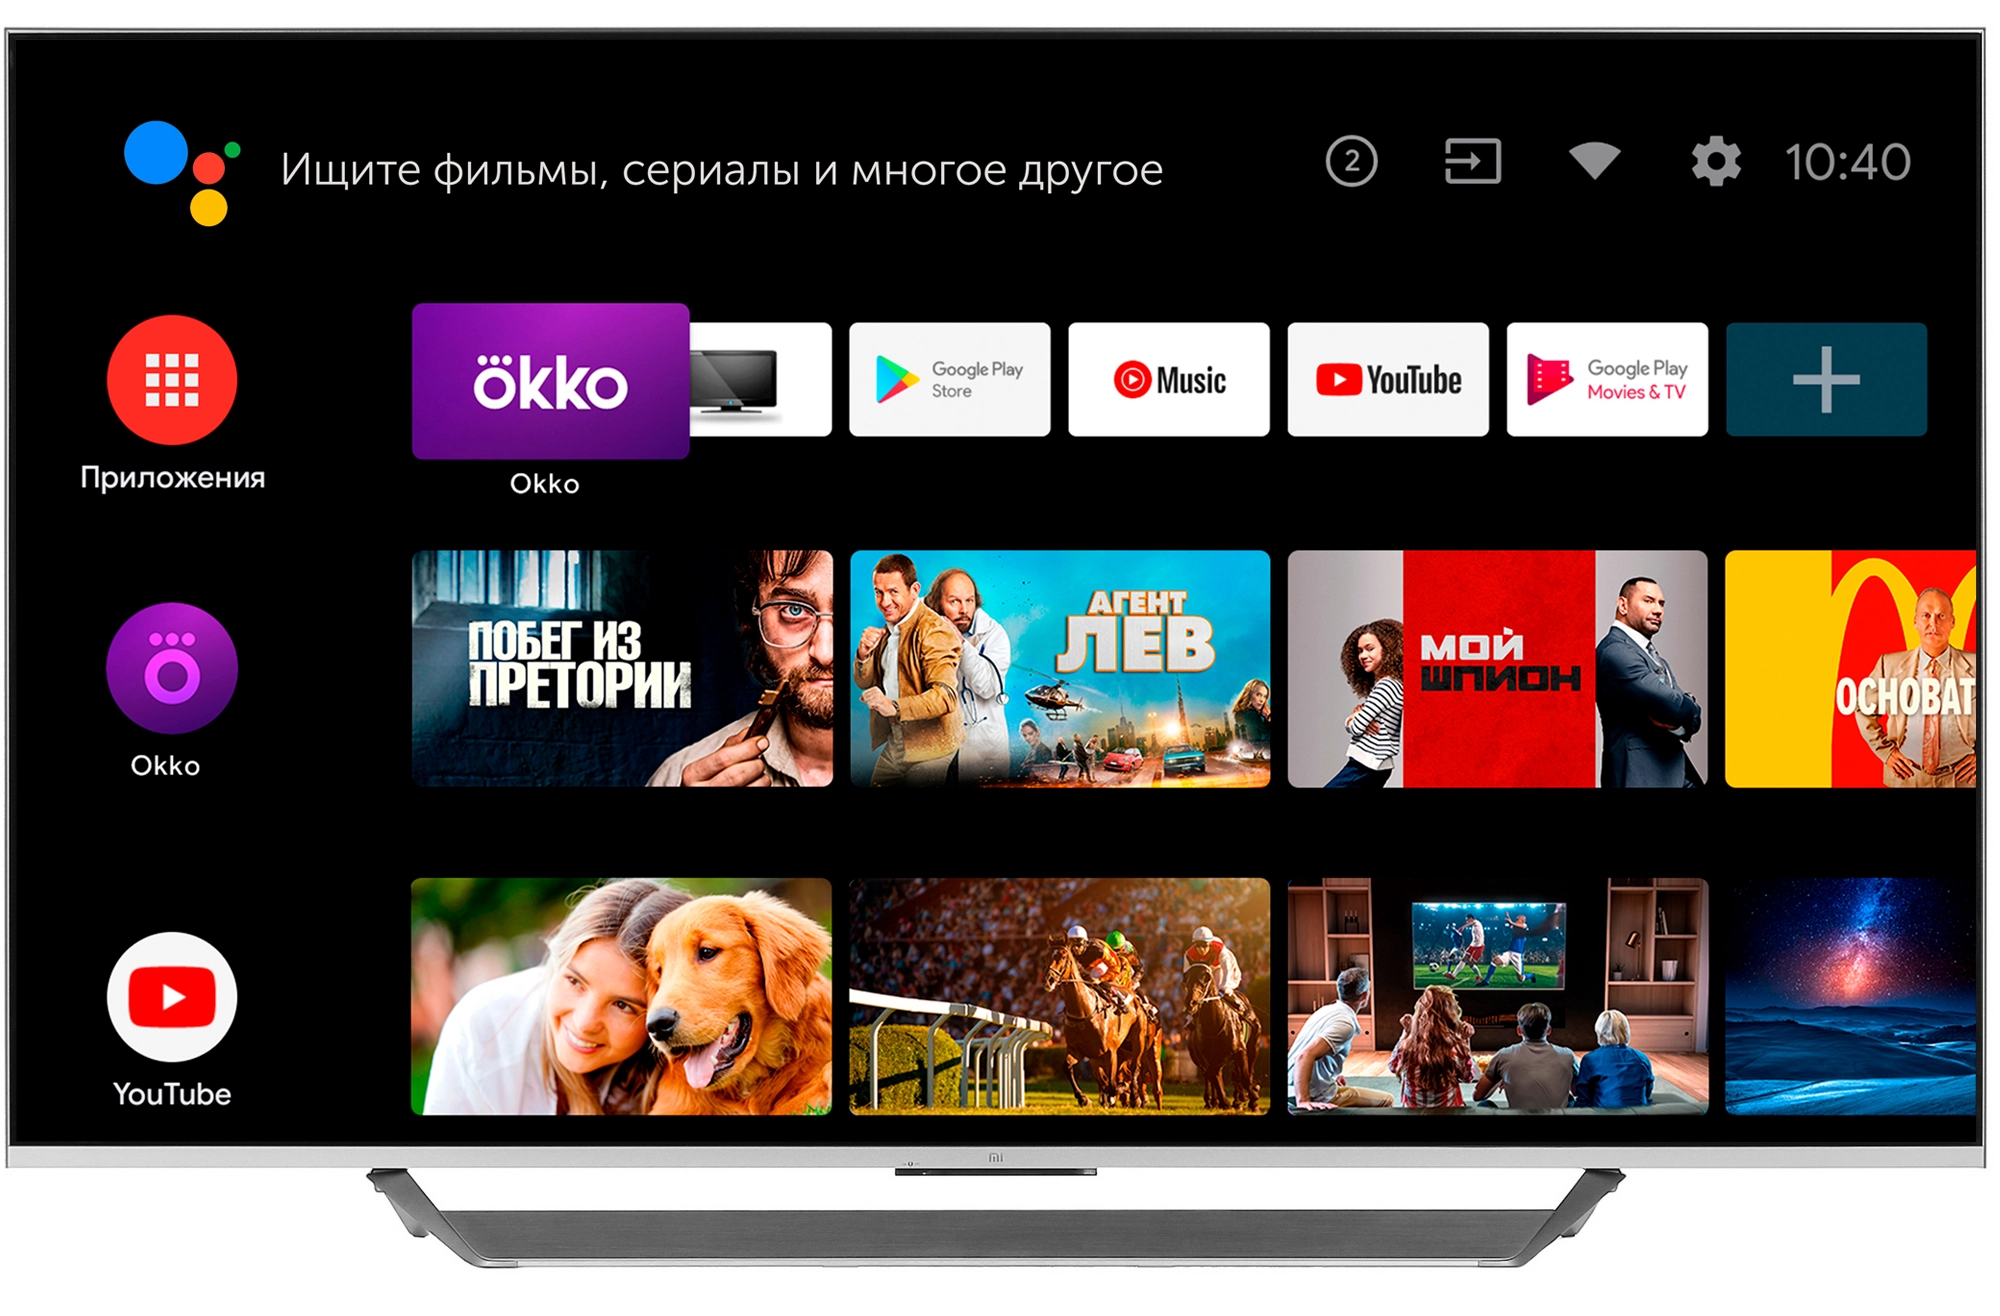 Ищите фильмы, сериалы и многое другое
2
10:40
ökko
Google Play
Store
Music
YouTube
Google Play
Movies & TV
Приложения
Okko
ПОБЕГ ИЗ
ПРЕТОРИИ
АГЕНТ
ЛЕВ
МОЙ
ШПИОН
ОСНОВАТ
Okko
YouTube
mi